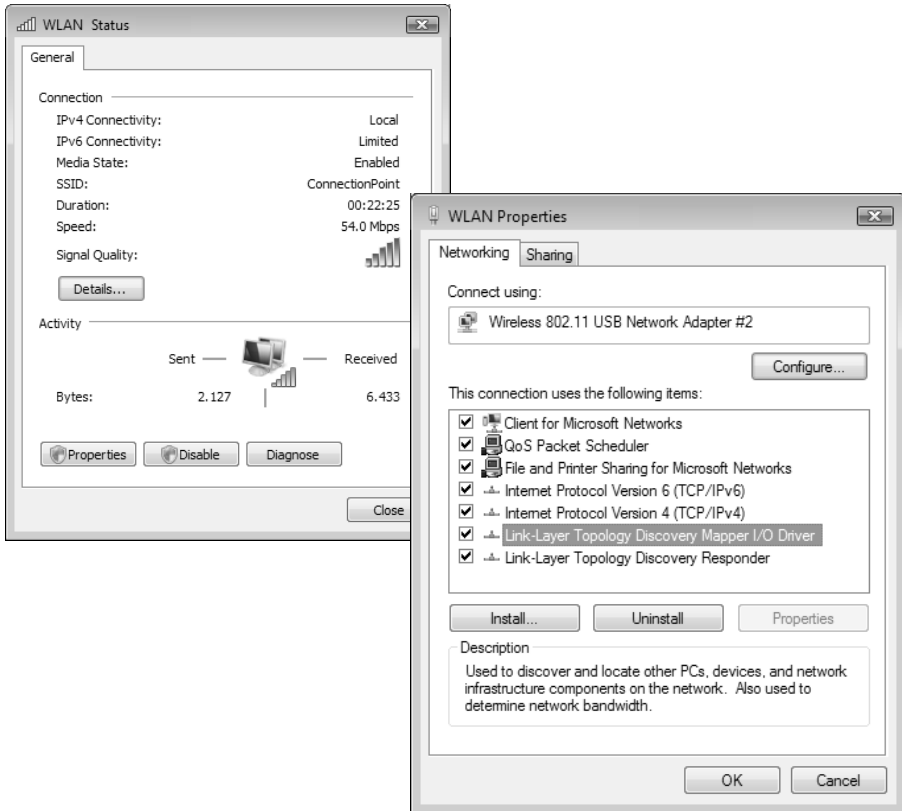 WLAN Status
General
Connection
IPv4 Connectivity: Local
IPv6 Connectivity: Limited
Media State: Enabled
SSID: ConnectionPoint
Duration: 00:22:25
Speed: 54.0 Mbps
Signal Quality:
Details...
Activity
Sent Received
Bytes: 2.127 6.433
Properties Disable Diagnose
Close
WLAN Properties
Networking Sharing
Connect using:
Wireless 802.11 USB Network Adapter #2
Configure...
This connection uses the following items:
Client for Microsoft Networks
QoS Packet Scheduler
File and Printer Sharing for Microsoft Networks
Internet Protocol Version 6 (TCP/IPv6)
Internet Protocol Version 4 (TCP/IPv4)
Link-Layer Topology Discovery Mapper I/O Driver
Link-Layer Topology Discovery Responder
Install... Uninstall Properties
Description
Used to discover and locate other PCs, devices, and network
infrastructure components on the network. Also used to
determine network bandwidth.
OK Cancel